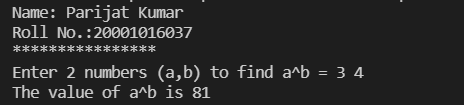 Name: Parijat Kumar
Roll No.:20001016037
****************
Enter 2 numbers (a,b) to find a^b = 3 4
The value of a^b is 81